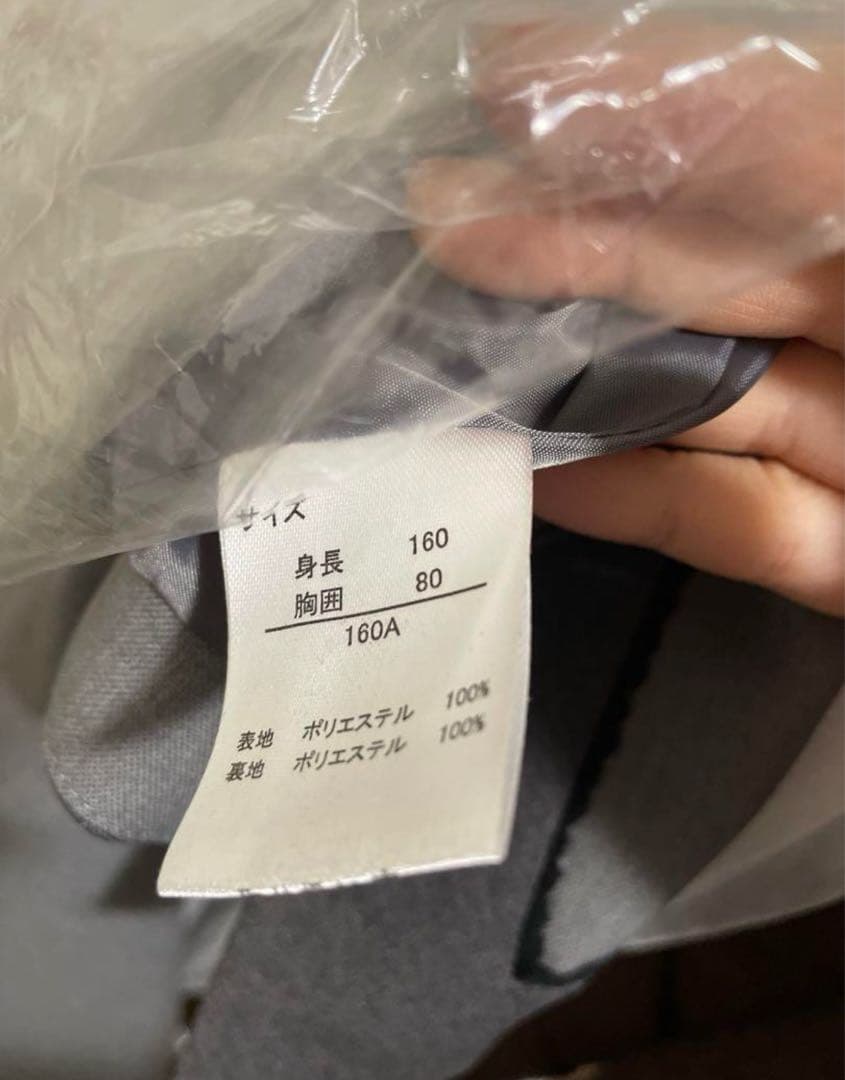 サイズ
身長 160
胸囲 80
160A
表地 ポリエステル 100%
裏地 ポリエステル 100%